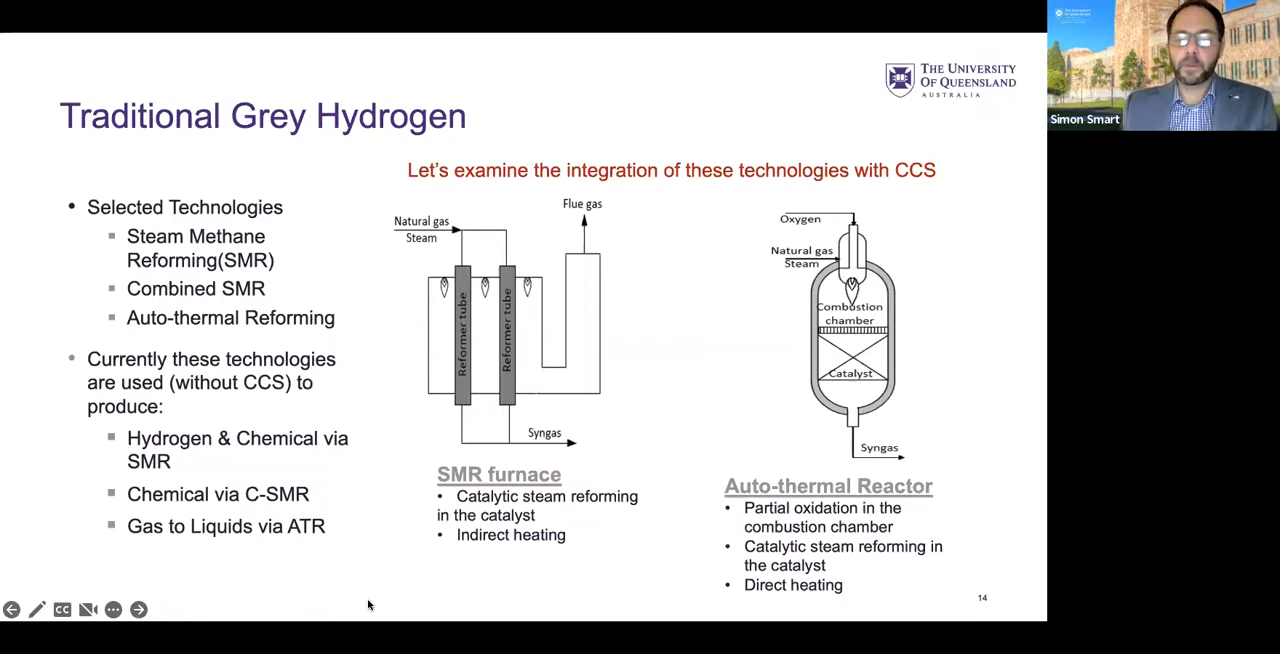 THE UNIVERSITY
OF QUEENSLAND
AUSTRALIA
Simon Smart
Traditional Grey Hydrogen
Let's examine the integration of these technologies with CCS
• Selected Technologies
Steam Methane
Reforming(SMR)
Combined SMR
Auto-thermal Reforming
• Currently these technologies
are used (without CCS) to
produce:
Hydrogen & Chemical via
SMR
Chemical via C-SMR
Gas to Liquids via ATR
Natural gas
Steam
Flue gas
Reformer tube
Reformer tube
Syngas
SMR furnace
• Catalytic steam reforming
in the catalyst
• Indirect heating
Oxygen
Natural gas
Steam
Combustion
chamber
Catalyst
Syngas
Auto-thermal Reactor
• Partial oxidation in the
combustion chamber
• Catalytic steam reforming in
the catalyst
• Direct heating
14
CC